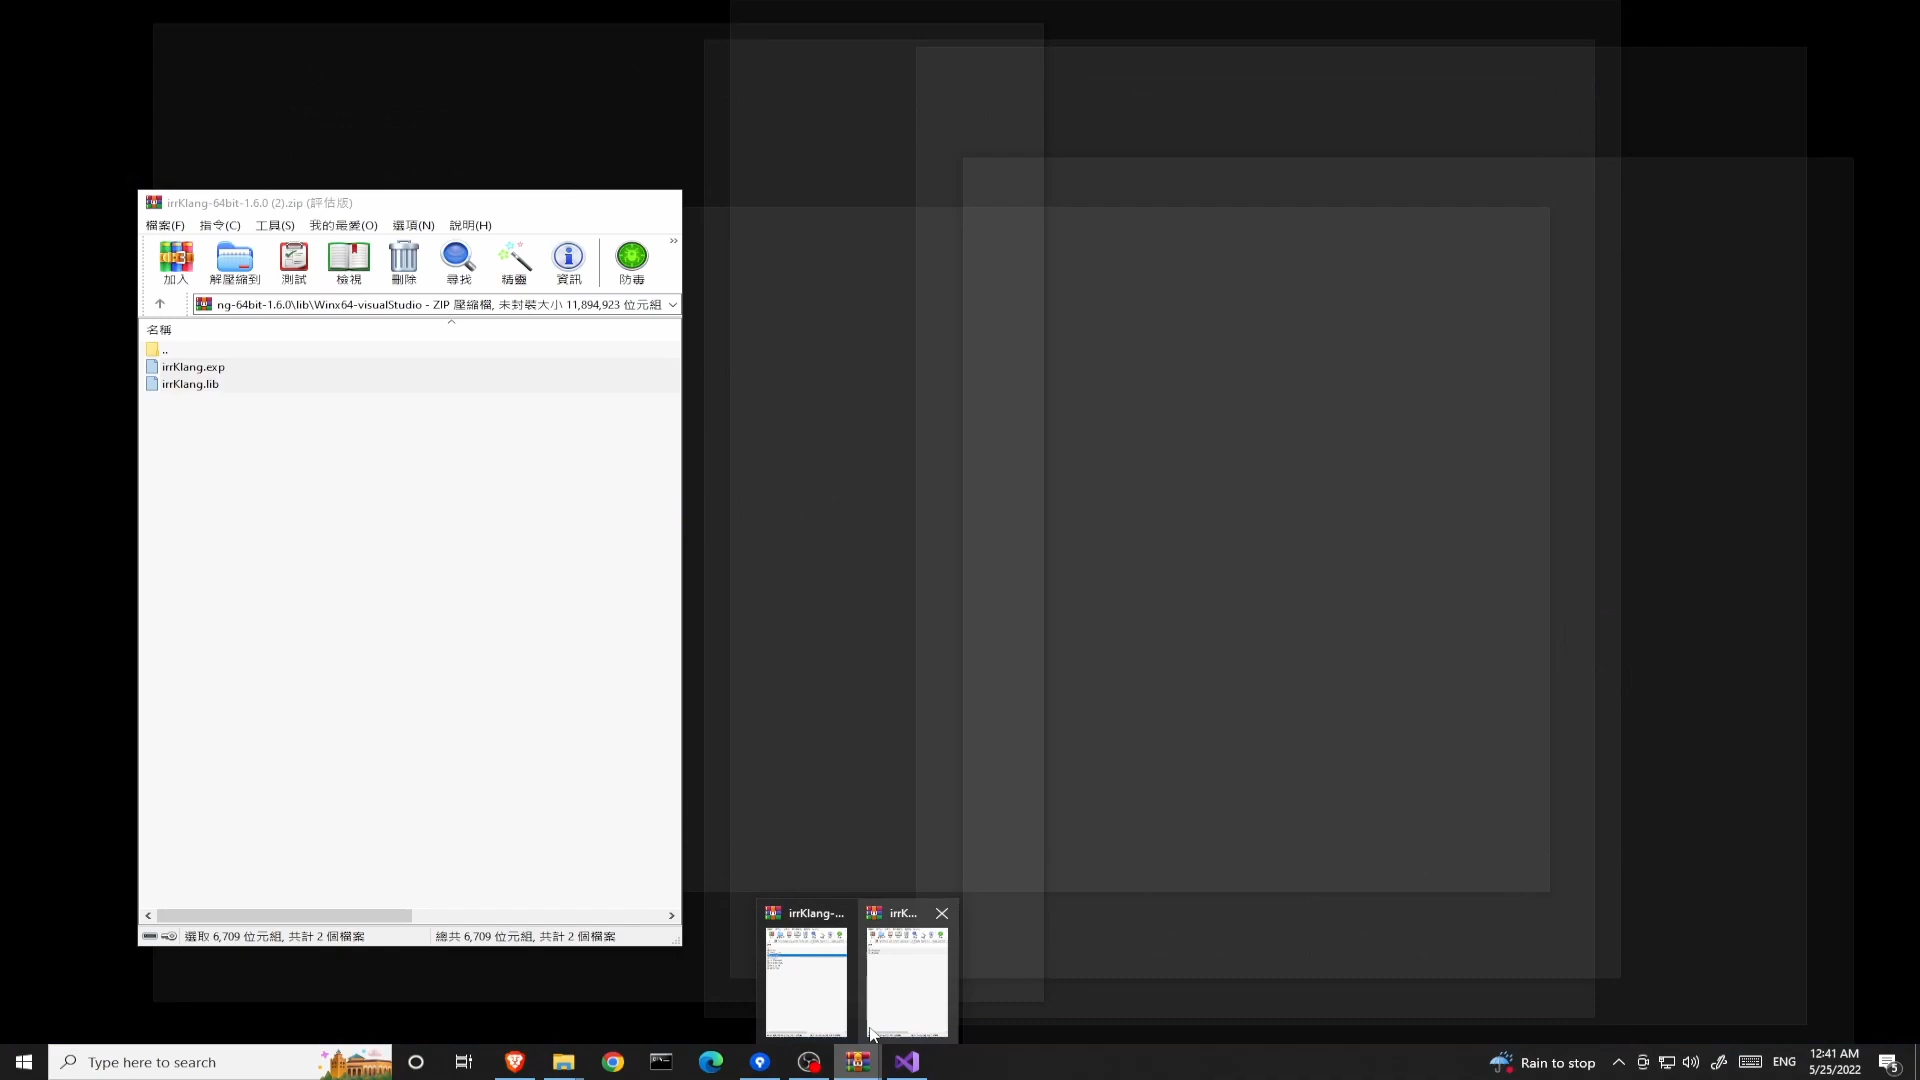 irrKlang-64bit-1.6.0 (2).zip (評估版)
檔案(F) 指令(C) 工具(S) 我的最愛(O) 選項(N) 說明(H)
加入 解壓縮到 測試 檢視 刪除 尋找 精靈 資訊 防毒
ng-64bit-1.6.0\lib\Winx64-visualStudio - ZIP 壓縮檔, 未封裝大小 11,894,923 位元組
名稱
..
irrKlang.exp
irrKlang.lib
選取 6,709 位元組, 共計 2 個檔案 總共 6,709 位元組, 共計 2 個檔案
irrKlang-... irrK...
Type here to search
Rain to stop
ENG
12:41 AM
5/25/2022
5